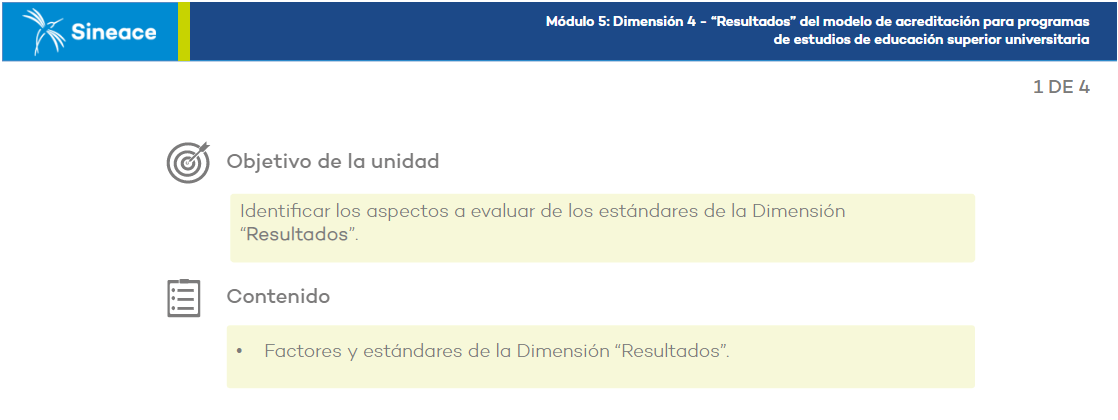 Sineace
Módulo 5: Dimensión 4 - “Resultados” del modelo de acreditación para programas
de estudios de educación superior universitaria
1 DE 4
Objetivo de la unidad
Identificar los aspectos a evaluar de los estándares de la Dimensión
“Resultados”.
Contenido
• Factores y estándares de la Dimensión “Resultados”.